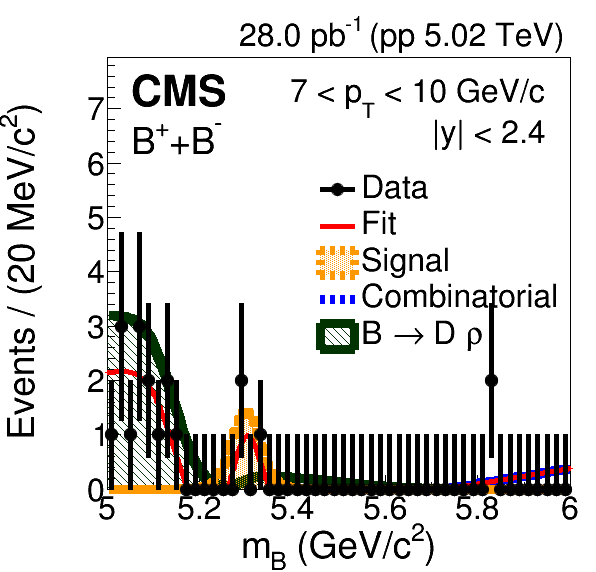 28.0 pb⁻¹ (pp 5.02 TeV)
CMS
7 < p_T < 10 GeV/c
B⁺+B⁻
|y| < 2.4
Data
Fit
Signal
Combinatorial
B → D ρ
Events / (20 MeV/c²)
7
6
5
4
3
2
1
0
5 5.2 5.4 5.6 5.8 6
m_B (GeV/c²)